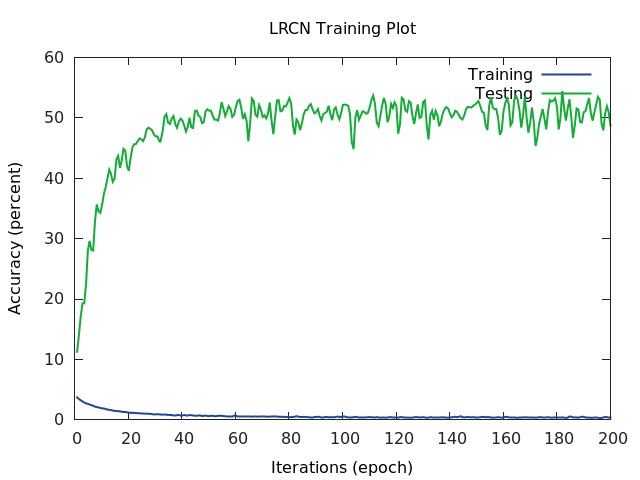 LRCN Training Plot
60
50
40
30
20
10
0
Accuracy (percent)
Training
Testing
0 20 40 60 80 100 120 140 160 180 200
Iterations (epoch)